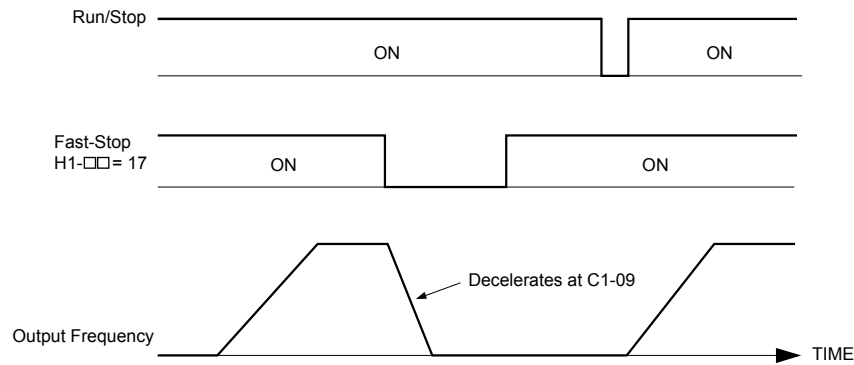 Run/Stop
ON
ON
Fast-Stop
H1-□□= 17
ON
ON
Decelerates at C1-09
Output Frequency
TIME